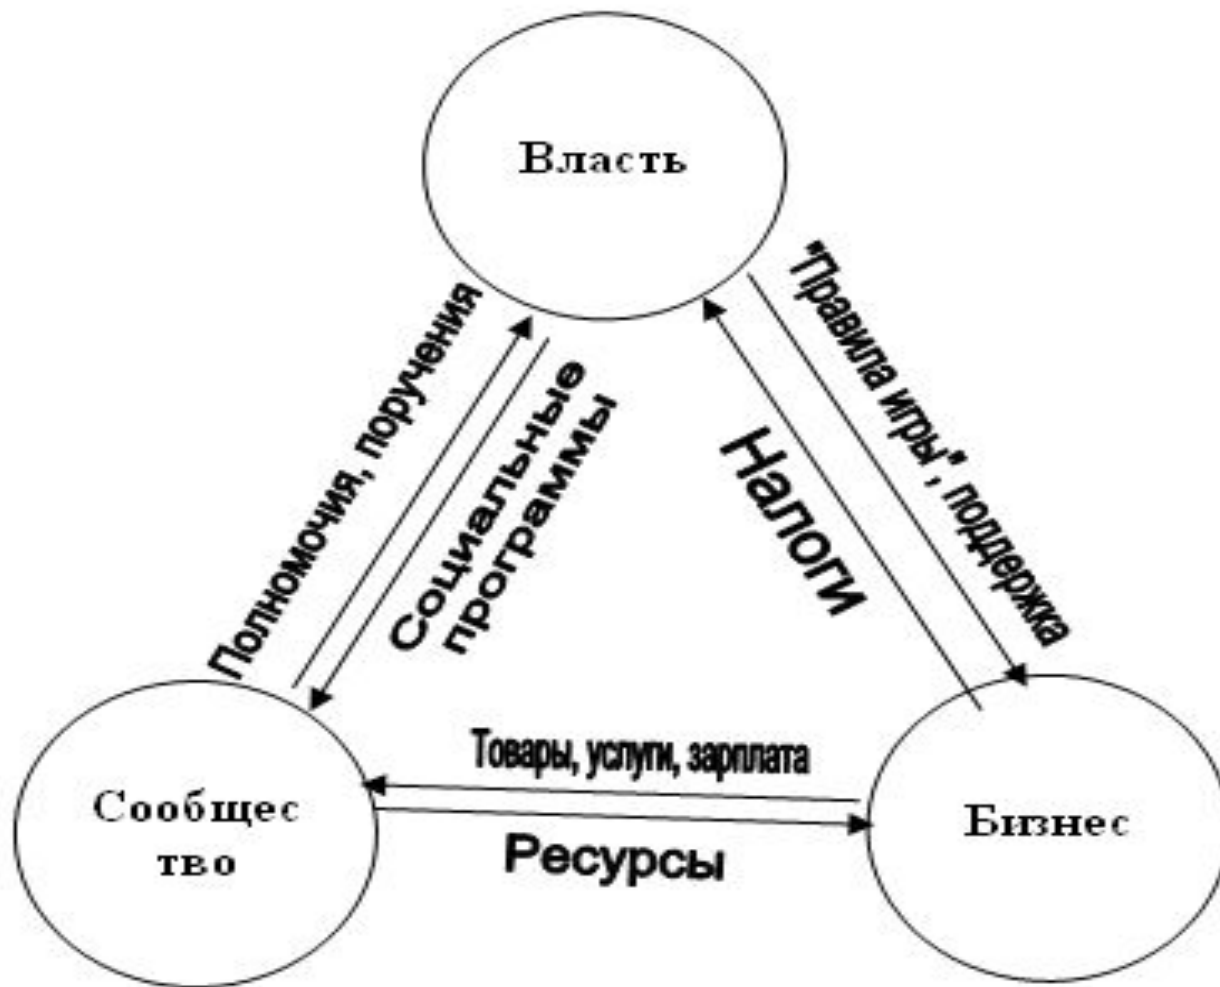 Власть
Полномочия, поручения
Социальные
программы
Налоги
"Правила игры", поддержка
Товары, услуги, зарплата
Ресурсы
Сообщес
тво
Бизнес